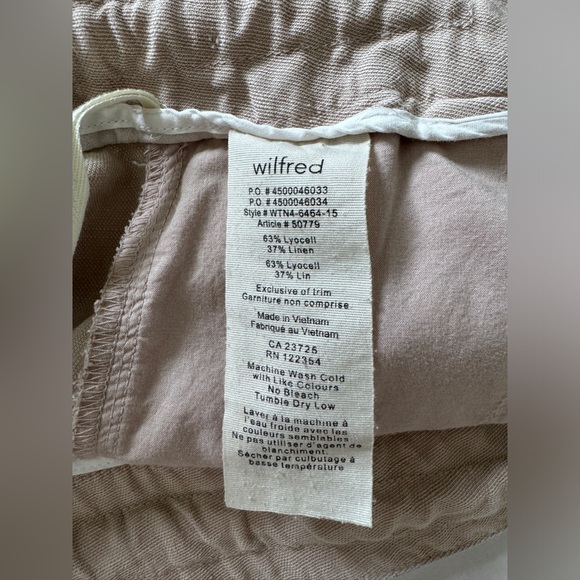 wilfred
P.O. # 4500046033
P.O. # 4500046034
Style # WTN4-6464-15
Article # 50779
63% Lyocell
37% Linen
63% Lyocell
37% Lin
Exclusive of trim
Garniture non comprise
Made in Vietnam
Fabriqué au Vietnam
CA 23725
RN 122354
Machine Wash Cold
with Like Colours
No Bleach
Tumble Dry Low
Laver à la machine à
l'eau froide avec les
couleurs semblables
Ne pas utiliser d'agent de
blanchiment.
Sécher par culbutage à
basse température